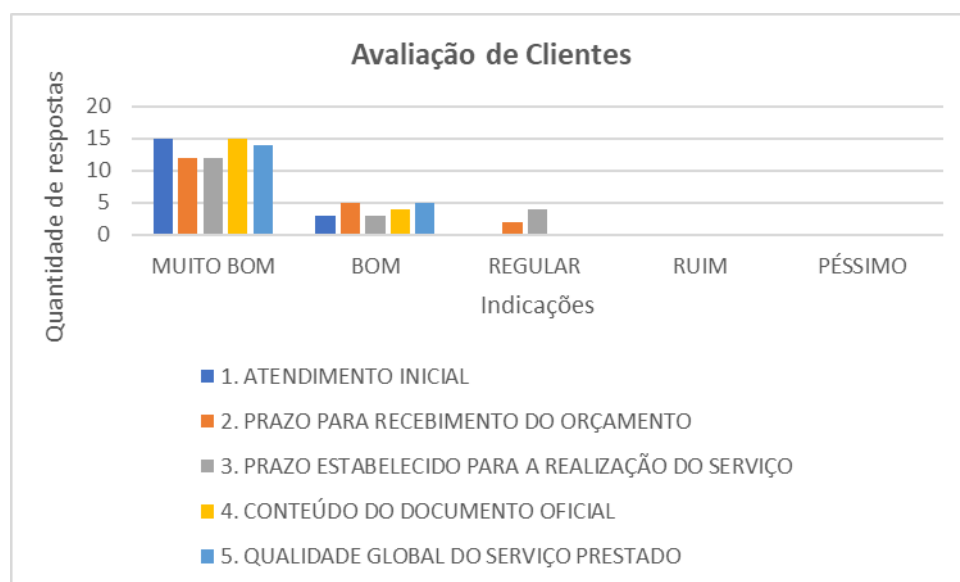 Avaliação de Clientes
Quantidade de respostas
20
15
10
5
0
MUITO BOM BOM REGULAR RUIM PÉSSIMO
Indicações
1. ATENDIMENTO INICIAL
2. PRAZO PARA RECEBIMENTO DO ORÇAMENTO
3. PRAZO ESTABELECIDO PARA A REALIZAÇÃO DO SERVIÇO
4. CONTEÚDO DO DOCUMENTO OFICIAL
5. QUALIDADE GLOBAL DO SERVIÇO PRESTADO